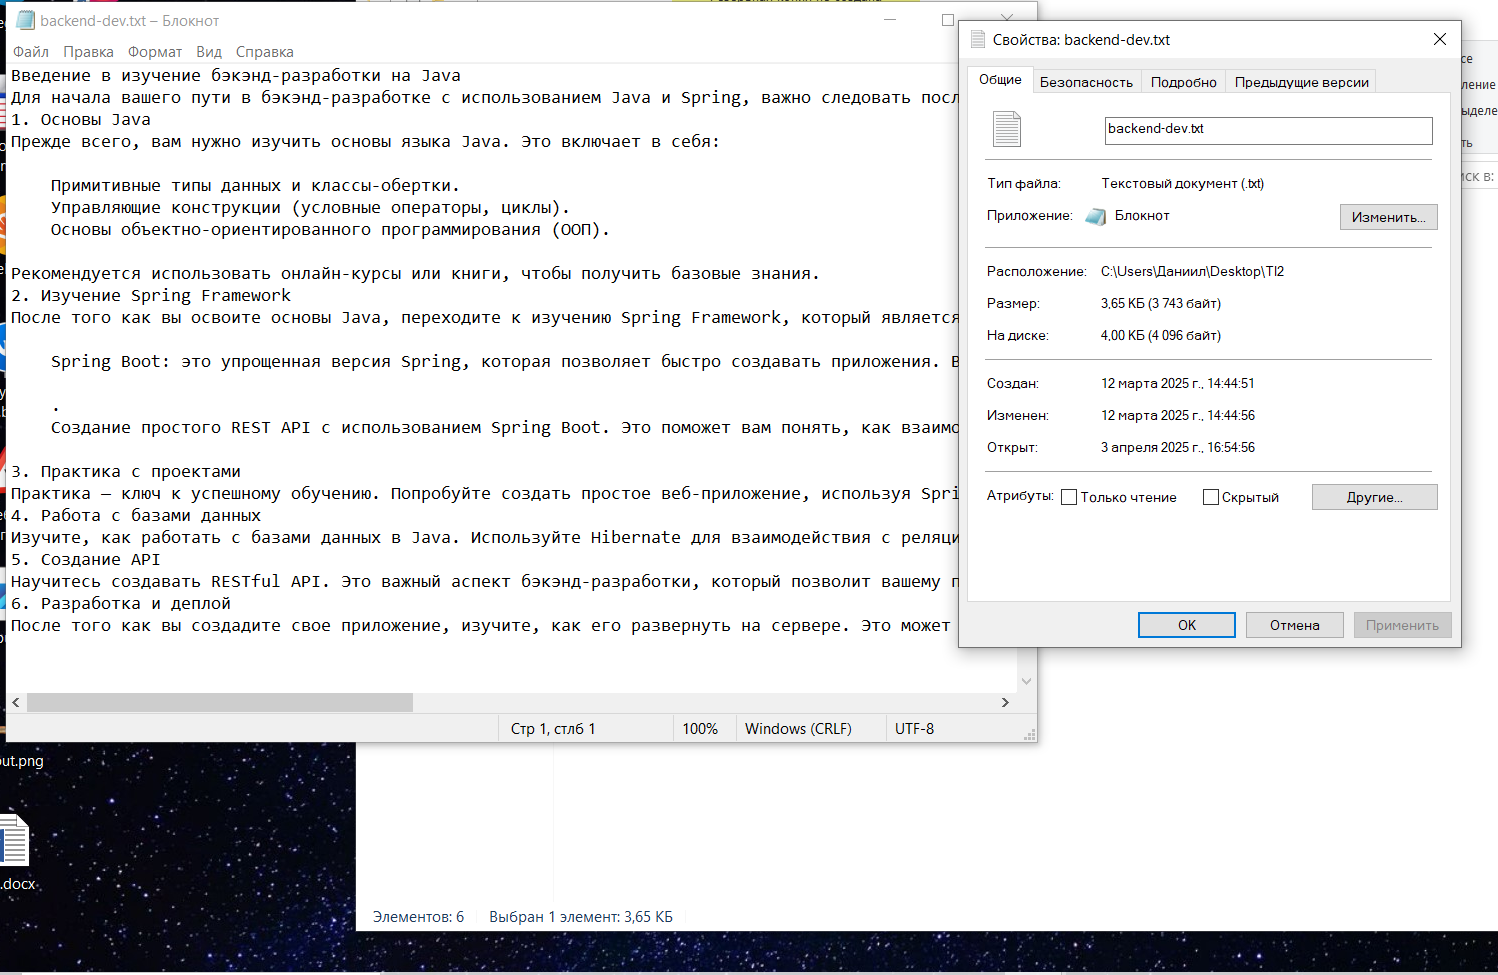 backend-dev.txt – Блокнот
Файл Правка Формат Вид Справка
Введение в изучение бэкэнд-разработки на Java
Для начала вашего пути в бэкэнд-разработке с использованием Java и Spring, важно следовать посл
1. Основы Java
Прежде всего, вам нужно изучить основы языка Java. Это включает в себя:
Примитивные типы данных и классы-обертки.
Управляющие конструкции (условные операторы, циклы).
Основы объектно-ориентированного программирования (ООП).
Рекомендуется использовать онлайн-курсы или книги, чтобы получить базовые знания.
2. Изучение Spring Framework
После того как вы освоите основы Java, переходите к изучению Spring Framework, который является
Spring Boot: это упрощенная версия Spring, которая позволяет быстро создавать приложения. В
.
Создание простого REST API с использованием Spring Boot. Это поможет вам понять, как взаимо
3. Практика с проектами
Практика — ключ к успешному обучению. Попробуйте создать простое веб-приложение, используя Spri
4. Работа с базами данных
Изучите, как работать с базами данных в Java. Используйте Hibernate для взаимодействия с реляци
5. Создание API
Научитесь создавать RESTful API. Это важный аспект бэкэнд-разработки, который позволит вашему п
6. Разработка и деплой
После того как вы создадите свое приложение, изучите, как его развернуть на сервере. Это может
Стр 1, стлб 1 100% Windows (CRLF) UTF-8
Свойства: backend-dev.txt
Общие Безопасность Подробно Предыдущие версии
backend-dev.txt
Тип файла: Текстовый документ (.txt)
Приложение: Блокнот Изменить...
Расположение: C:\Users\Даниил\Desktop\TI2
Размер: 3,65 КБ (3 743 байт)
На диске: 4,00 КБ (4 096 байт)
Создан: 12 марта 2025 г., 14:44:51
Изменен: 12 марта 2025 г., 14:44:56
Открыт: 3 апреля 2025 г., 16:54:56
Атрибуты: Только чтение Скрытый Другие...
OK Отмена Применить
ut.png
.docx
Элементов: 6 Выбран 1 элемент: 3,65 КБ